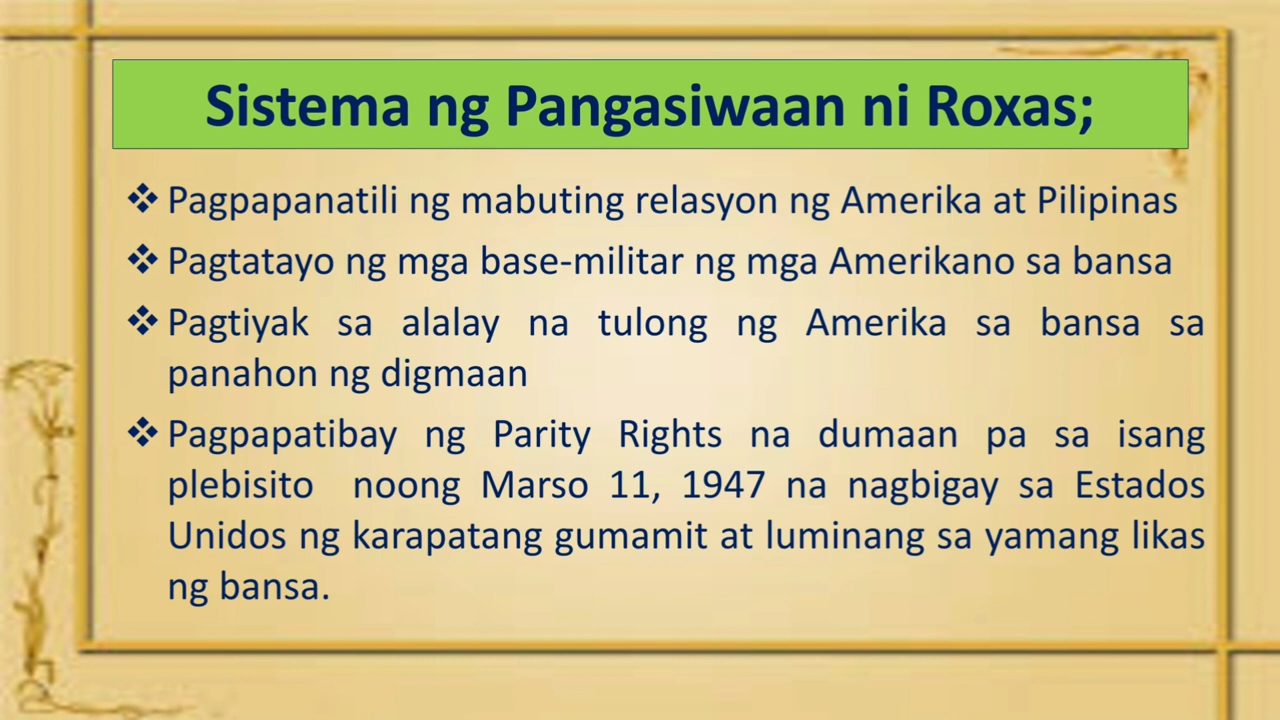 Sistema ng Pangasiwaan ni Roxas;
❖ Pagpapanatili ng mabuting relasyon ng Amerika at Pilipinas
❖ Pagtatayo ng mga base-militar ng mga Amerikano sa bansa
❖ Pagtiyak sa alalay na tulong ng Amerika sa bansa sa
panahon ng digmaan
❖ Pagpapatibay ng Parity Rights na dumaan pa sa isang
plebisito noong Marso 11, 1947 na nagbigay sa Estados
Unidos ng karapatang gumamit at luminang sa yamang likas
ng bansa.